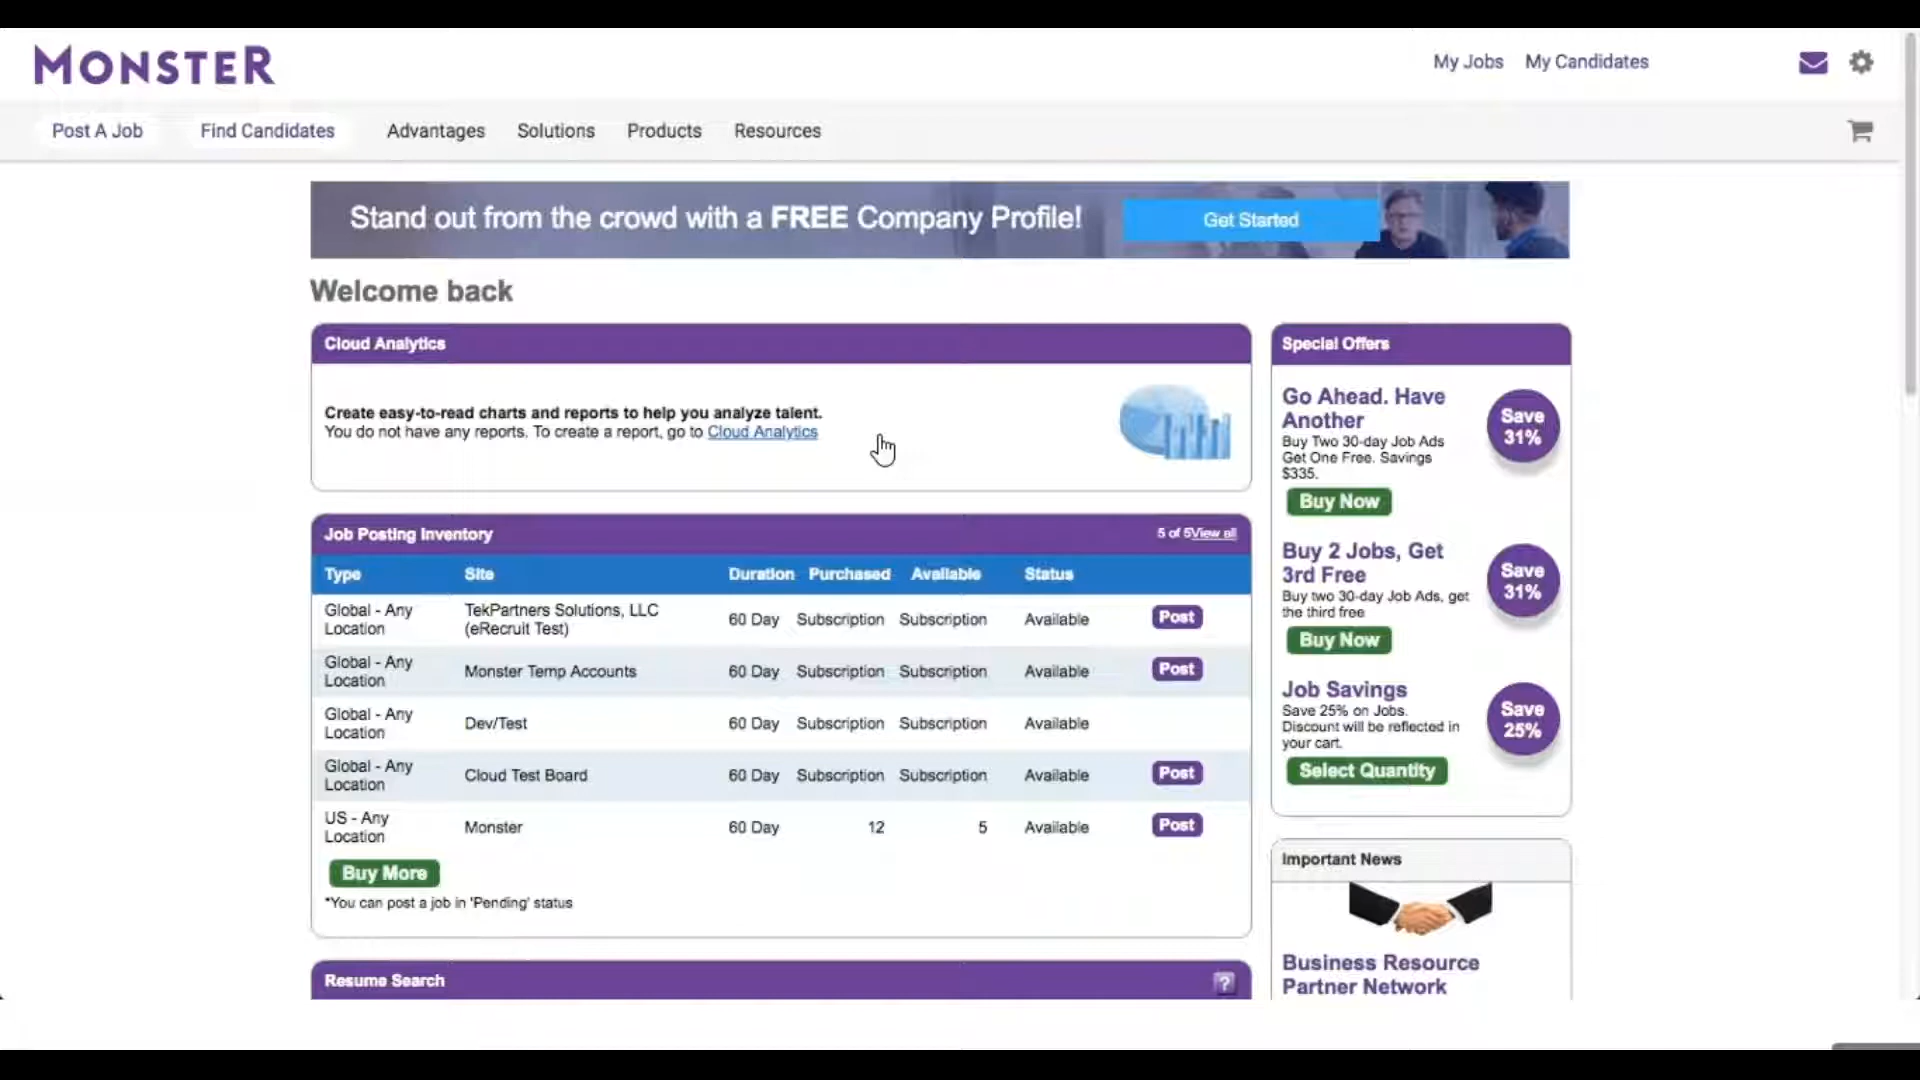 MONSTER
My Jobs My Candidates
Post A Job Find Candidates Advantages Solutions Products Resources
Stand out from the crowd with a FREE Company Profile! Get Started
Welcome back
Cloud Analytics
Create easy-to-read charts and reports to help you analyze talent.
You do not have any reports. To create a report, go to Cloud Analytics
Special Offers
Go Ahead. Have
Another
Buy Two 30-day Job Ads
Get One Free. Savings
$335.
Save
31%
Buy Now
Buy 2 Jobs, Get
3rd Free
Buy two 30-day Job Ads, get
the third free
Save
31%
Buy Now
Job Savings
Save 25% on Jobs.
Discount will be reflected in
your cart.
Save
25%
Select Quantity
Job Posting Inventory 5 of 5View all
Type Site Duration Purchased Available Status
Global - Any
Location
TekPartners Solutions, LLC
(eRecruit Test)
60 Day Subscription Subscription Available Post
Global - Any
Location
Monster Temp Accounts 60 Day Subscription Subscription Available Post
Global - Any
Location
Dev/Test 60 Day Subscription Subscription Available
Global - Any
Location
Cloud Test Board 60 Day Subscription Subscription Available Post
US - Any
Location
Monster 60 Day 12 5 Available Post
Buy More
*You can post a job in 'Pending' status
Important News
Business Resource
Partner Network
Resume Search ?